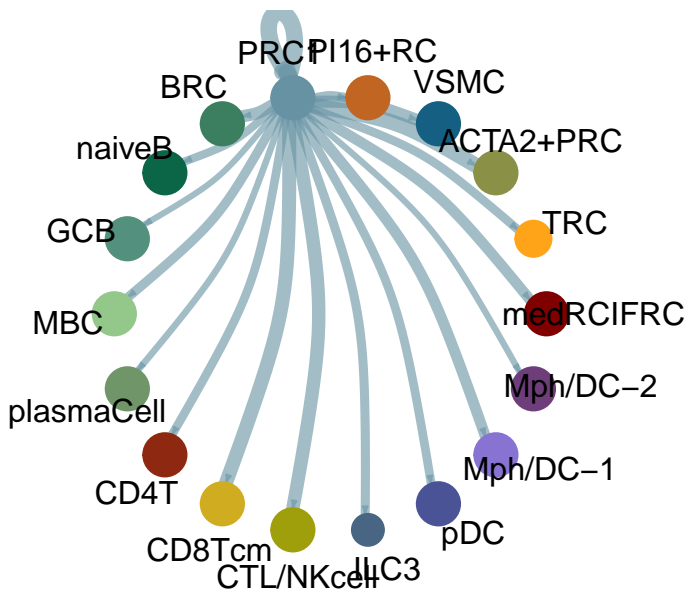 PRC1
PI16+RC
VSMC
BRC
ACTA2+PRC
naiveB
TRC
GCB
medRCIFRC
MBC
Mph/DC−2
plasmaCell
Mph/DC−1
CD4T
pDC
CD8Tcm
ILC3
CTL/NKcell